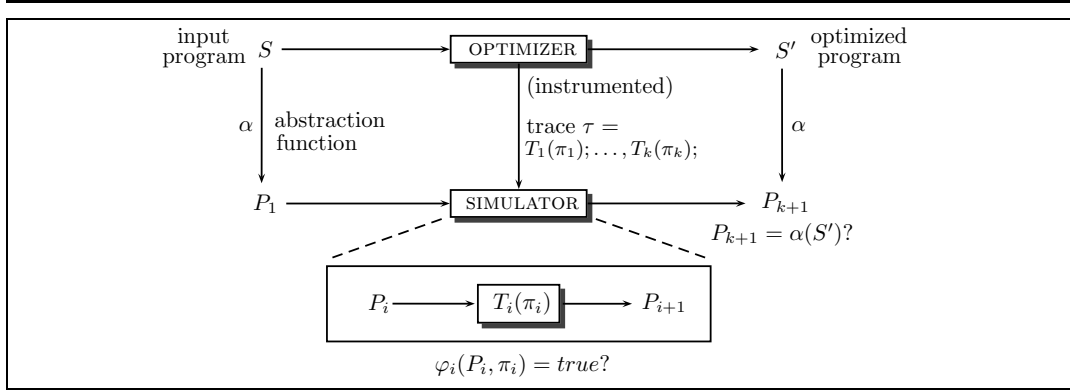 input
program
S
OPTIMIZER
S′
optimized
program
(instrumented)
α
abstraction
function
trace τ =
T₁(π₁); . . . , Tₖ(πₖ);
α
P₁
SIMULATOR
Pₖ₊₁
Pₖ₊₁ = α(S′)?
Pᵢ
Tᵢ(πᵢ)
Pᵢ₊₁
φᵢ(Pᵢ, πᵢ) = true?